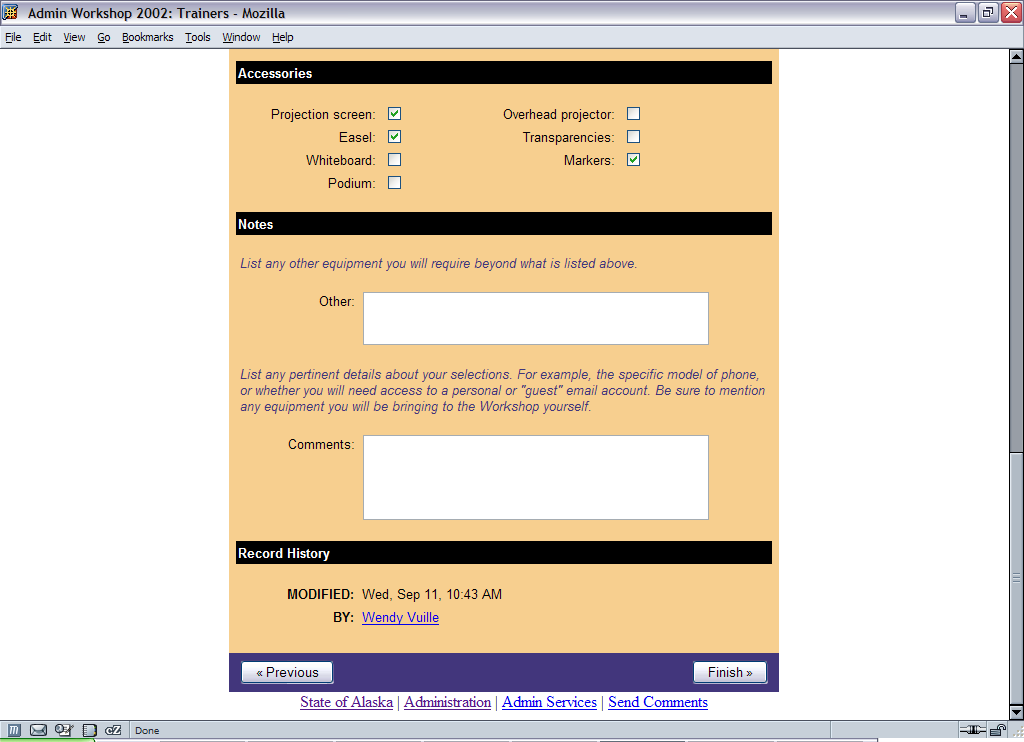 Admin Workshop 2002: Trainers - Mozilla
File Edit View Go Bookmarks Tools Window Help
Accessories
Projection screen: Overhead projector:
Easel: Transparencies:
Whiteboard: Markers:
Podium:
Notes
List any other equipment you will require beyond what is listed above.
Other:
List any pertinent details about your selections. For example, the specific model of phone,
or whether you will need access to a personal or "guest" email account. Be sure to mention
any equipment you will be bringing to the Workshop yourself.
Comments:
Record History
MODIFIED: Wed, Sep 11, 10:43 AM
BY: Wendy Vuille
« Previous Finish »
State of Alaska | Administration | Admin Services | Send Comments
cZ Done